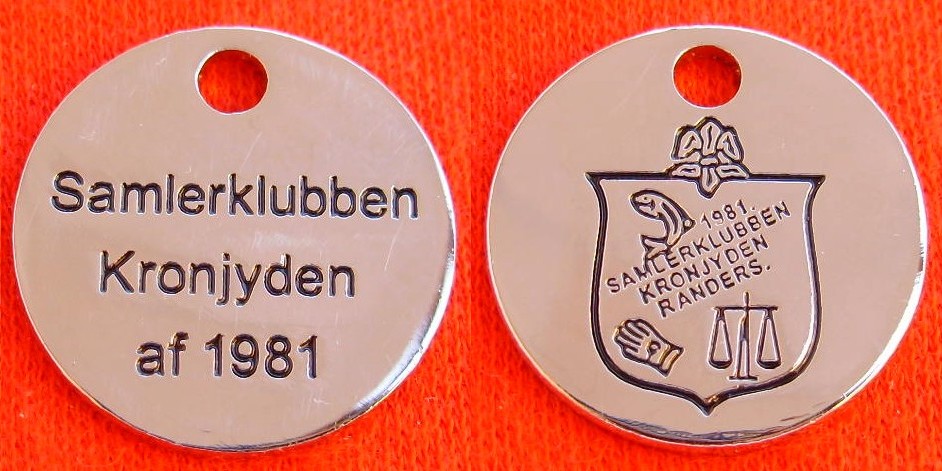 Samlerklubben
Kronjyden
af 1981
1981.
SAMLERKLUBBEN
KRONJYDEN
RANDERS.